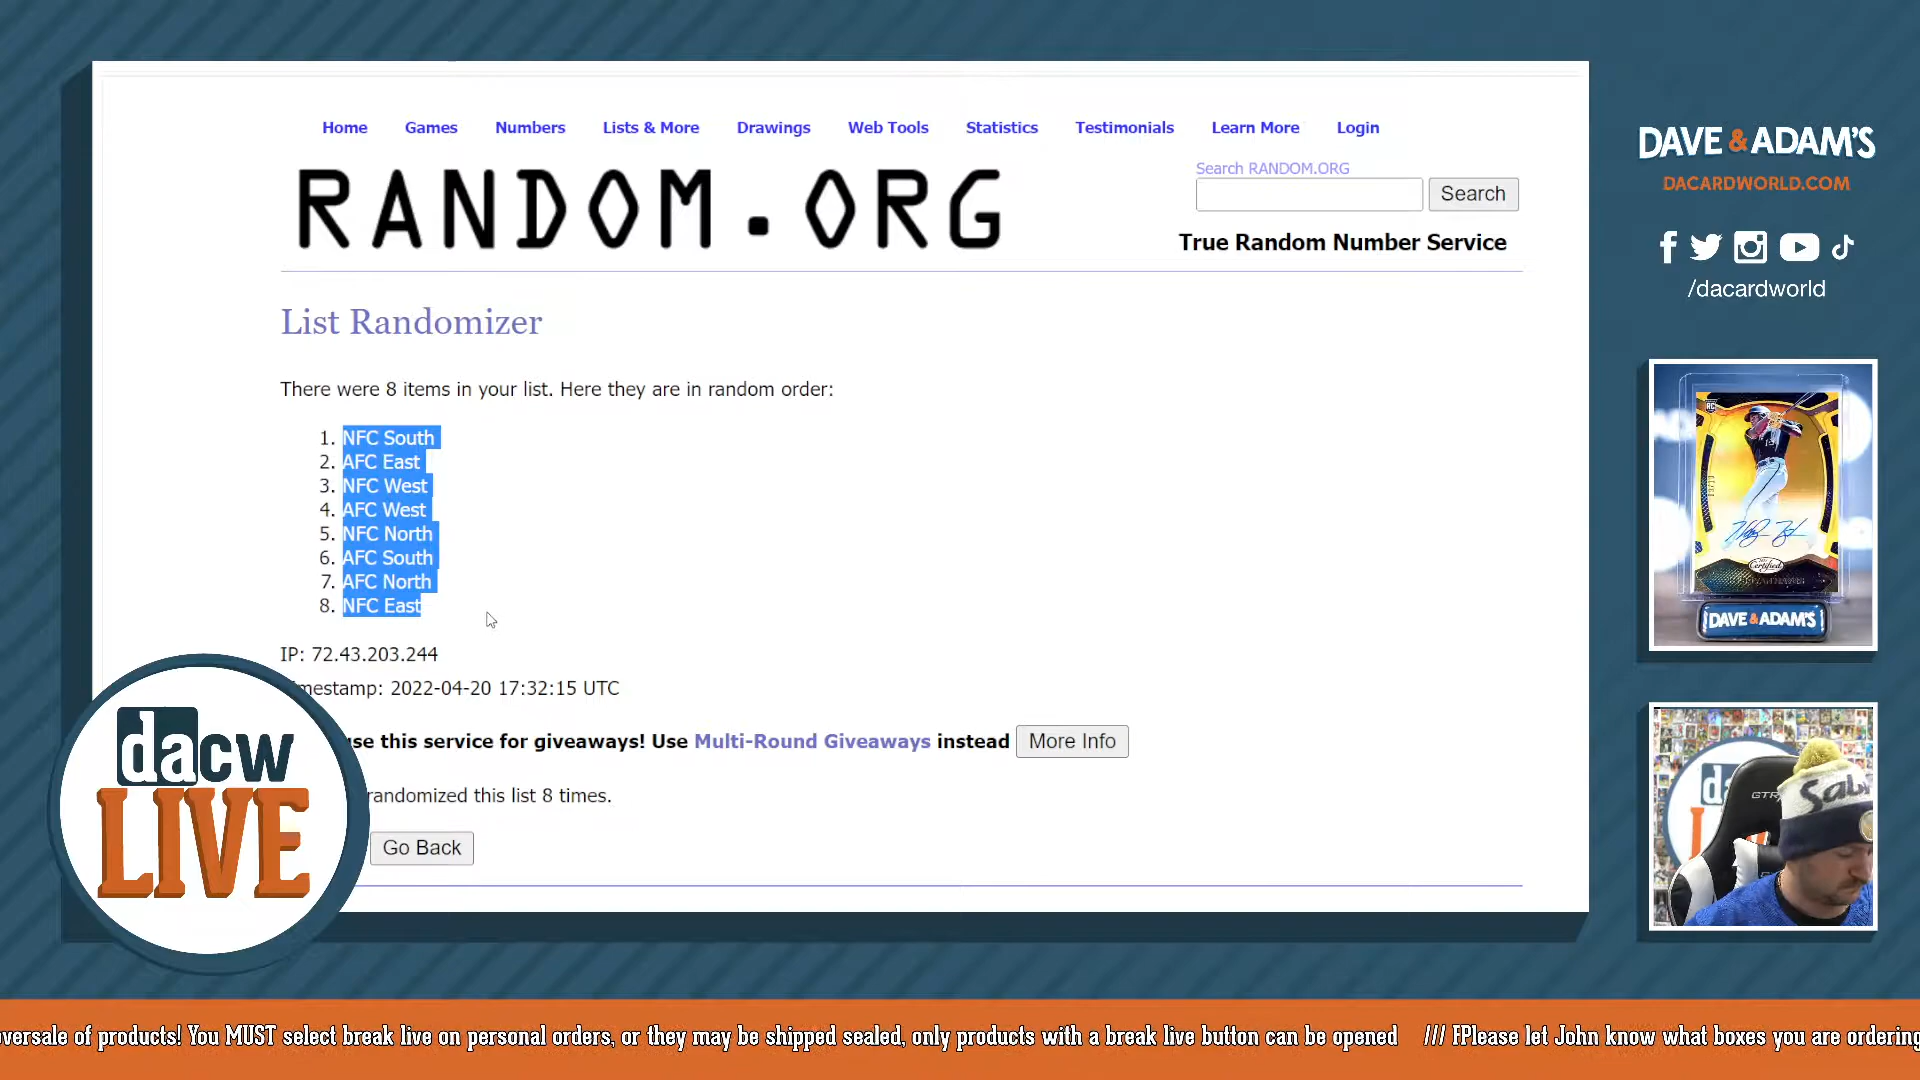 Home Games Numbers Lists & More Drawings Web Tools Statistics Testimonials Learn More Login
RANDOM.ORG
Search RANDOM.ORG
Search
True Random Number Service
List Randomizer
There were 8 items in your list. Here they are in random order:
1. NFC South
2. AFC East
3. NFC West
4. AFC West
5. NFC North
6. AFC South
7. AFC North
8. NFC East
IP: 72.43.203.244
mestamp: 2022-04-20 17:32:15 UTC
use this service for giveaways! Use Multi-Round Giveaways instead More Info
randomized this list 8 times.
Go Back
dacw
LIVE
DAVE & ADAM'S
DACARDWORLD.COM
/dacardworld
RC
Certified
DAVE & ADAM'S
da
GTR
Sab
versale of products! You MUST select break live on personal orders, or they may be shipped sealed, only products with a break live button can be opened /// FPlease let John know what boxes you are ordering